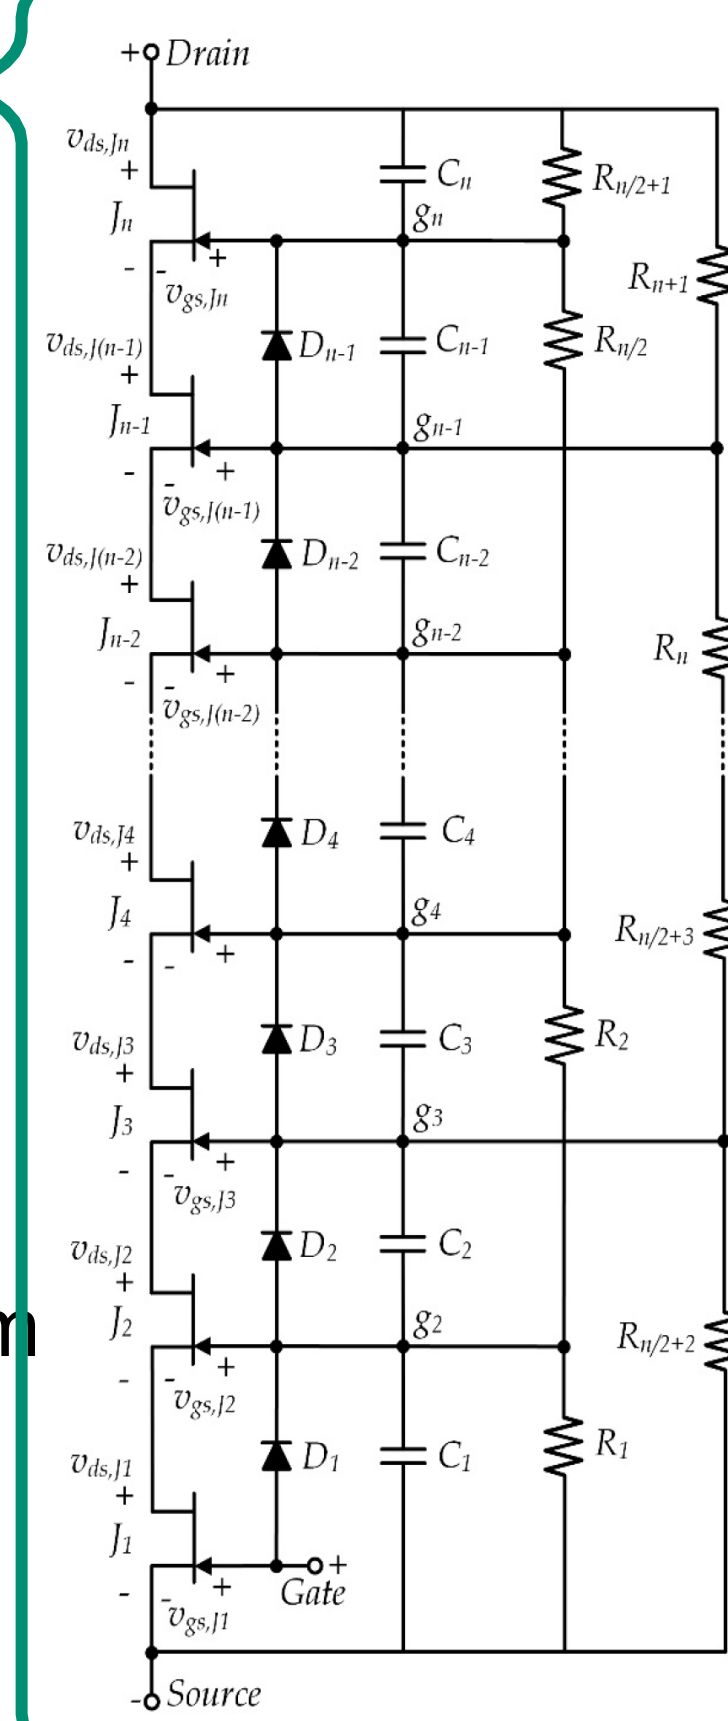 + Drain
v_ds,Jn
+
C_n
R_n/2+1
J_n
g_n
- - +
v_gs,Jn
R_n+1
v_ds,J(n-1)
+
D_n-1
C_n-1
R_n/2
J_n-1
g_n-1
- - +
v_gs,J(n-1)
v_ds,J(n-2)
+
D_n-2
C_n-2
J_n-2
g_n-2
R_n
- - +
v_gs,J(n-2)
v_ds,J4
+
D_4
C_4
J_4
g_4
R_n/2+3
- - +
v_ds,J3
+
D_3
C_3
R_2
J_3
g_3
- - +
v_gs,J3
v_ds,J2
+
D_2
C_2
J_2
g_2
m
R_n/2+2
- - +
v_gs,J2
v_ds,J1
+
D_1
C_1
R_1
J_1
+
Gate
- - +
v_gs,J1
- Source